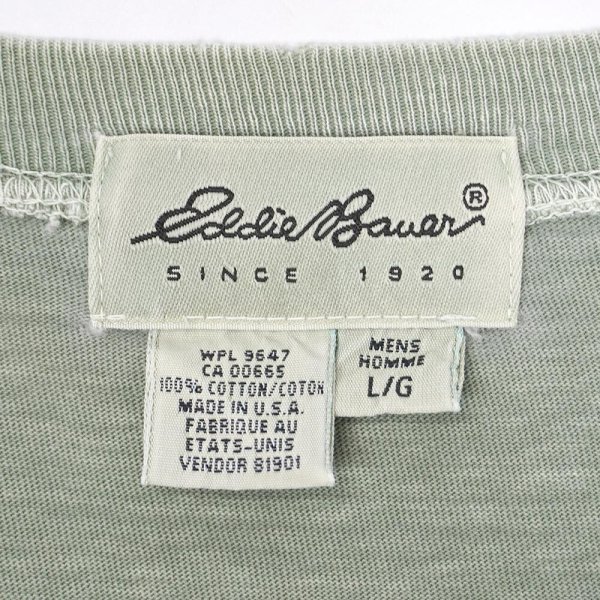 Eddie Bauer®
SINCE 1920
WPL 9647
CA 00665
100% COTTON/COTON
MADE IN U.S.A.
FABRIQUE AU
ETATS-UNIS
VENDOR 81901
MENS
HOMME
L/G